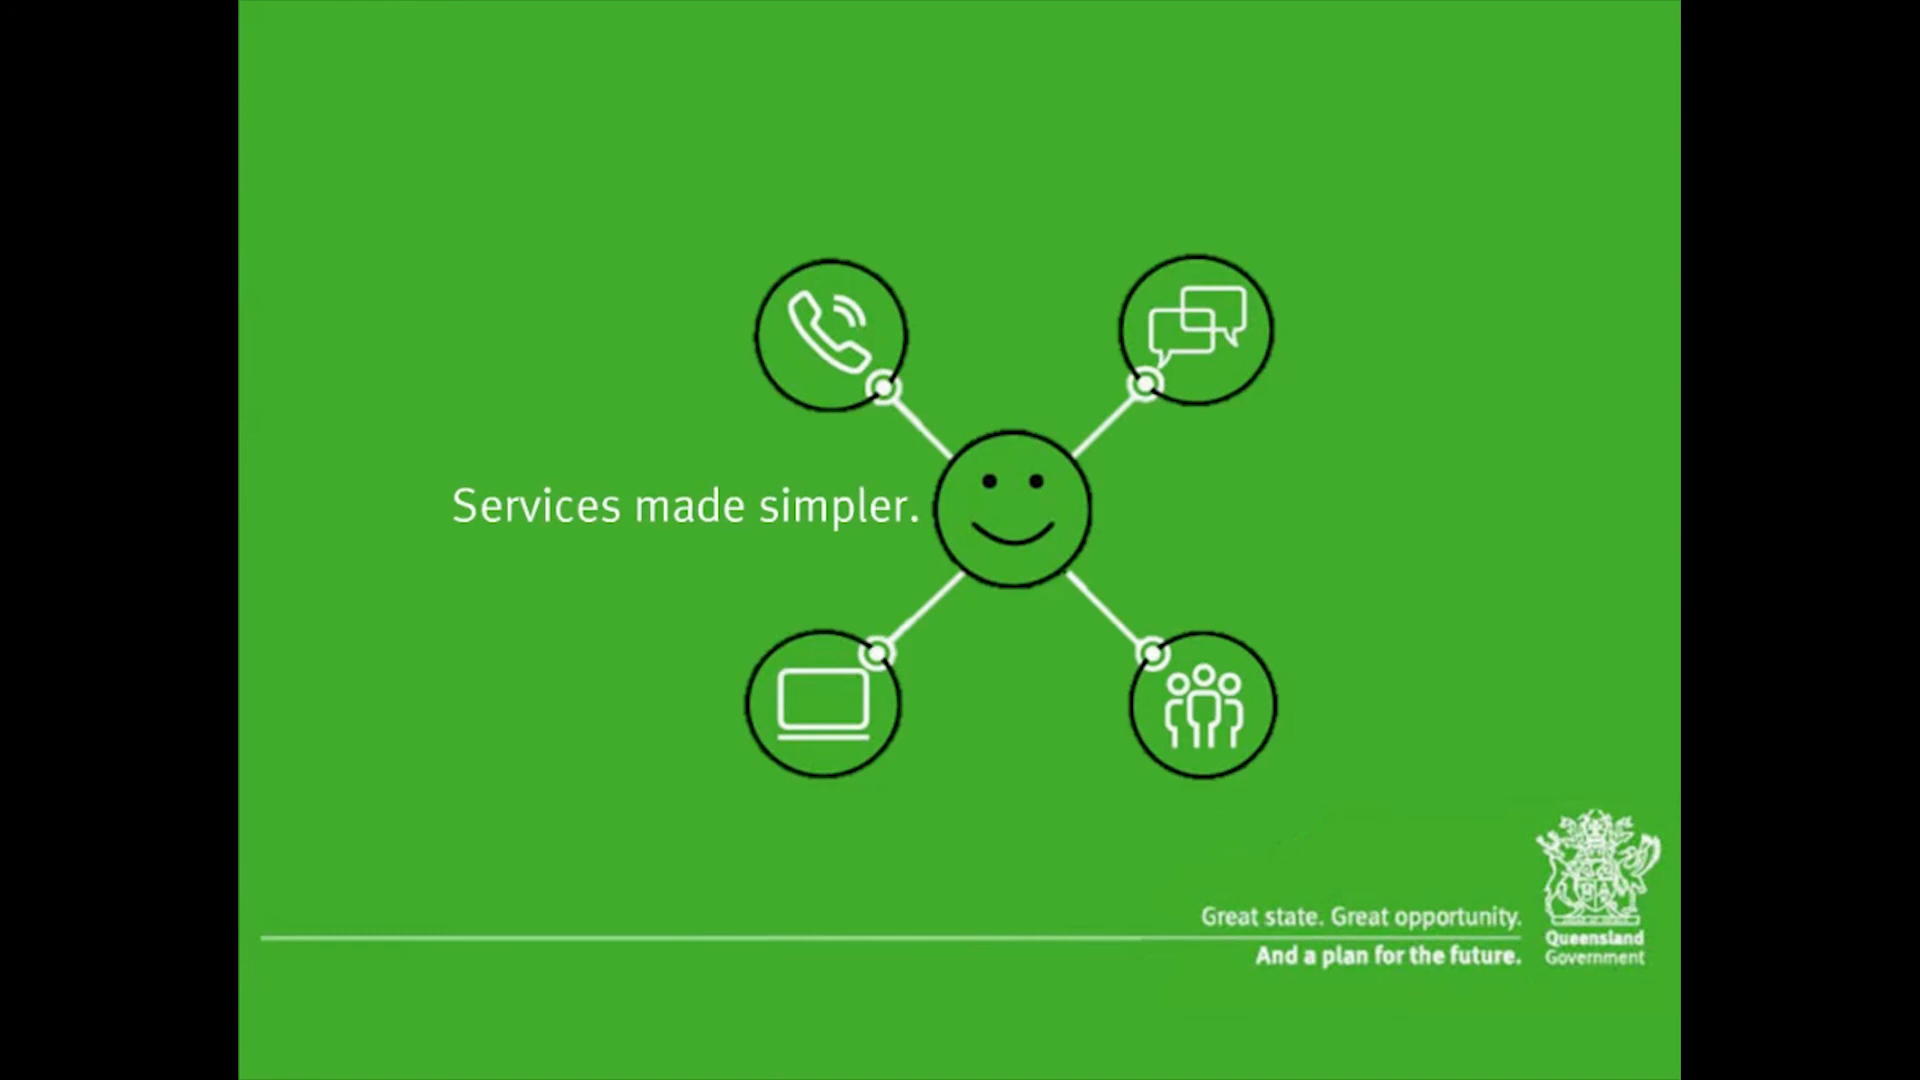 Services made simpler.
Great state. Great opportunity.
And a plan for the future.
Queensland
Government